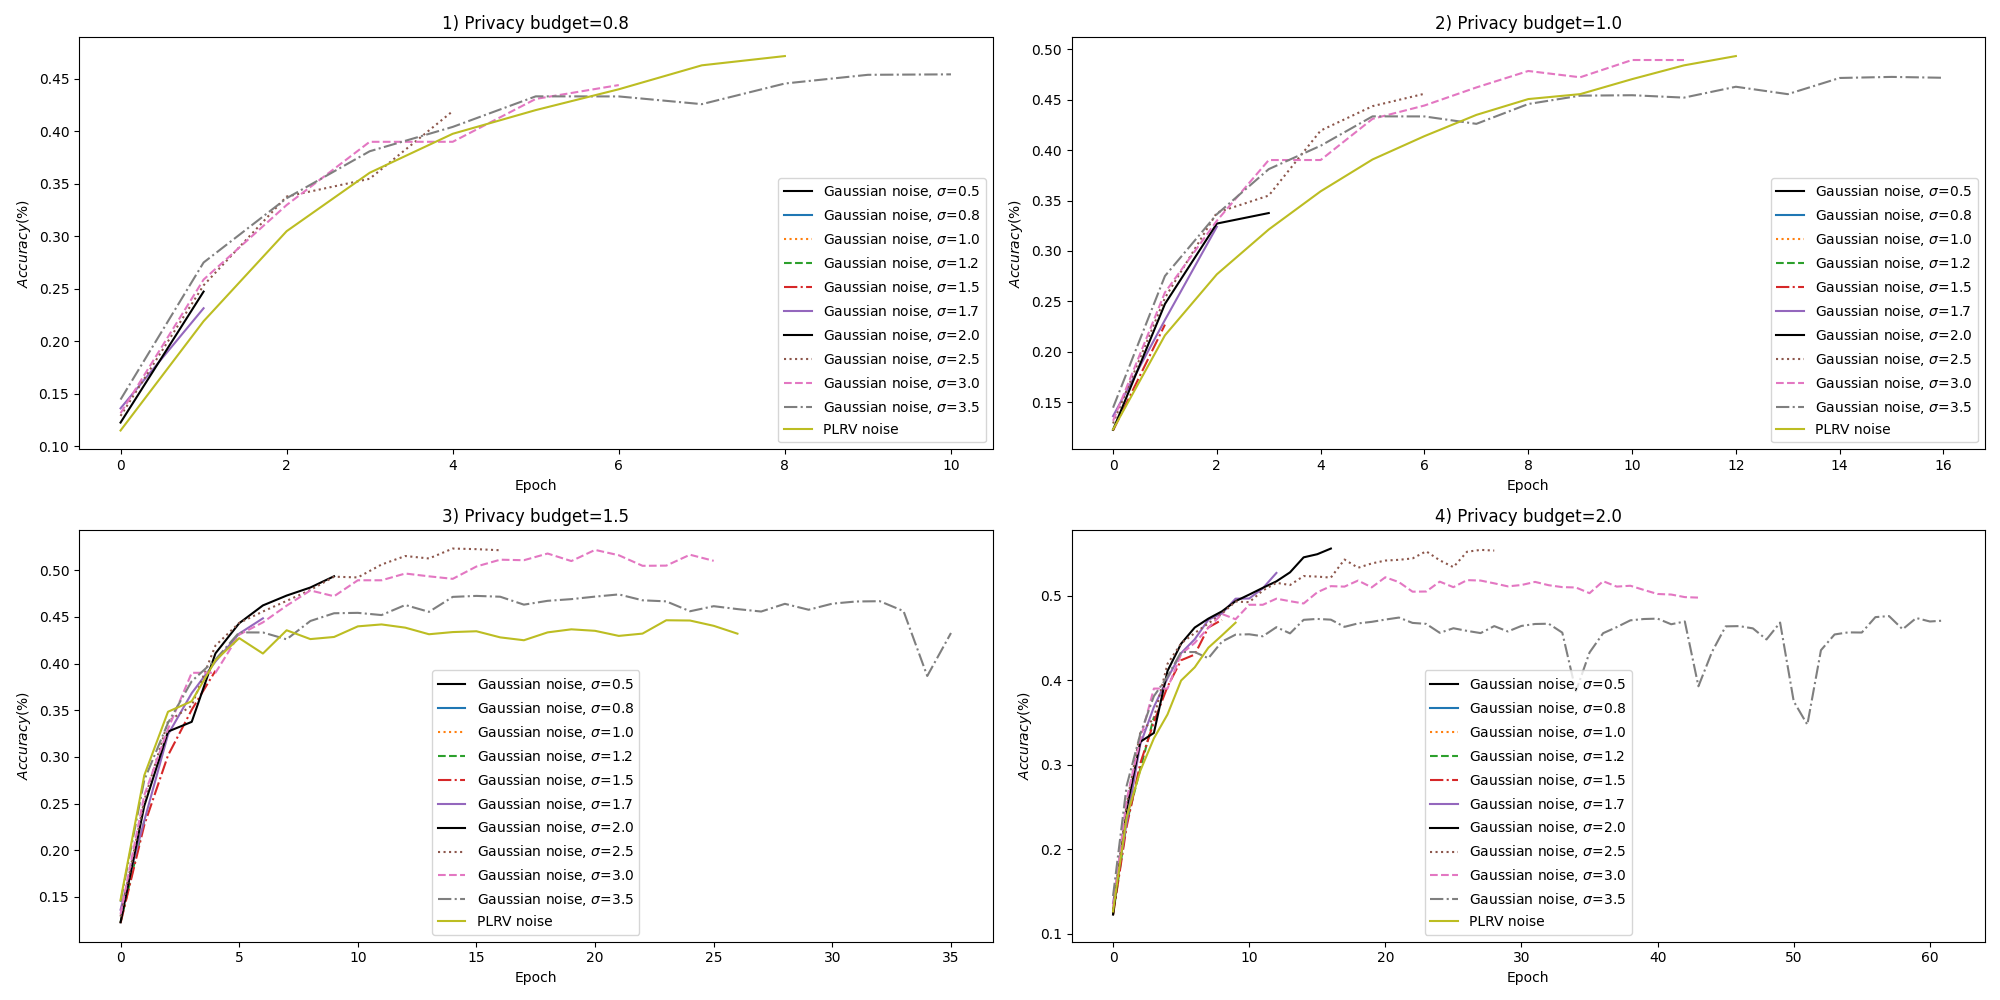 1) Privacy budget=0.8
Accuracy(%)
0.45
0.40
0.35
0.30
0.25
0.20
0.15
0.10
0 2 4 6 8 10
Epoch
Gaussian noise, σ=0.5
Gaussian noise, σ=0.8
Gaussian noise, σ=1.0
Gaussian noise, σ=1.2
Gaussian noise, σ=1.5
Gaussian noise, σ=1.7
Gaussian noise, σ=2.0
Gaussian noise, σ=2.5
Gaussian noise, σ=3.0
Gaussian noise, σ=3.5
PLRV noise
2) Privacy budget=1.0
Accuracy(%)
0.50
0.45
0.40
0.35
0.30
0.25
0.20
0.15
0 2 4 6 8 10 12 14 16
Epoch
Gaussian noise, σ=0.5
Gaussian noise, σ=0.8
Gaussian noise, σ=1.0
Gaussian noise, σ=1.2
Gaussian noise, σ=1.5
Gaussian noise, σ=1.7
Gaussian noise, σ=2.0
Gaussian noise, σ=2.5
Gaussian noise, σ=3.0
Gaussian noise, σ=3.5
PLRV noise
3) Privacy budget=1.5
Accuracy(%)
0.50
0.45
0.40
0.35
0.30
0.25
0.20
0.15
0 5 10 15 20 25 30 35
Epoch
Gaussian noise, σ=0.5
Gaussian noise, σ=0.8
Gaussian noise, σ=1.0
Gaussian noise, σ=1.2
Gaussian noise, σ=1.5
Gaussian noise, σ=1.7
Gaussian noise, σ=2.0
Gaussian noise, σ=2.5
Gaussian noise, σ=3.0
Gaussian noise, σ=3.5
PLRV noise
4) Privacy budget=2.0
Accuracy(%)
0.5
0.4
0.3
0.2
0.1
0 10 20 30 40 50 60
Epoch
Gaussian noise, σ=0.5
Gaussian noise, σ=0.8
Gaussian noise, σ=1.0
Gaussian noise, σ=1.2
Gaussian noise, σ=1.5
Gaussian noise, σ=1.7
Gaussian noise, σ=2.0
Gaussian noise, σ=2.5
Gaussian noise, σ=3.0
Gaussian noise, σ=3.5
PLRV noise